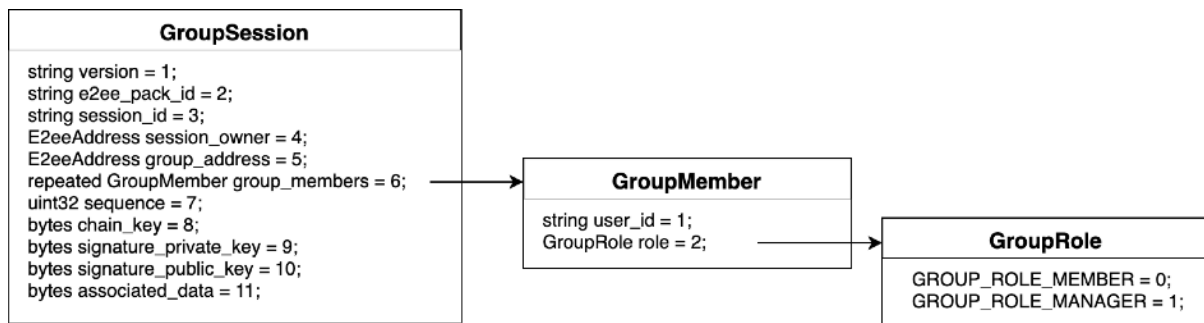 GroupSession
string version = 1;
string e2ee_pack_id = 2;
string session_id = 3;
E2eeAddress session_owner = 4;
E2eeAddress group_address = 5;
repeated GroupMember group_members = 6;
uint32 sequence = 7;
bytes chain_key = 8;
bytes signature_private_key = 9;
bytes signature_public_key = 10;
bytes associated_data = 11;
GroupMember
string user_id = 1;
GroupRole role = 2;
GroupRole
GROUP_ROLE_MEMBER = 0;
GROUP_ROLE_MANAGER = 1;